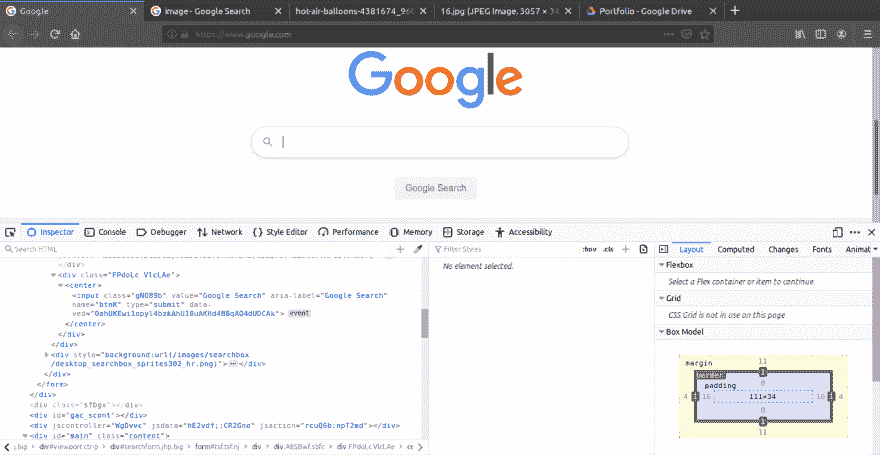 Google
image - Google Search
hot-air-balloons-4381674_960
16.jpg (JPEG Image, 3057 × 34
Portfolio - Google Drive
http://www.google.com
Google
Google Search
Inspector
Console
Debugger
Network
Style Editor
Performance
Memory
Storage
Accessibility
Search HTML
Filter Styles
:hov .cls
Layout
Computed
Changes
Fonts
Animat
</div>
<div class="FPdoLc VlcLAe">
<center>
<input class="gNO89b" value="Google Search" aria-label="Google Search"
name="btnK" type="submit" data-
event
</center>
</div>
</div>
<div style="background:url(/images/searchbox
/desktop_searchbox_sprites302_hr.png)"></div>
</div>
</form>
</div>
<div class="sfbgx"></div>
<div id="gac_scont"></div>
<div jscontroller="WgDvvc" jsdata="hE2vdf;;CR2Gno" jsaction="rcuQ6b:npT2md"></div>
<div id="main" class="content">
j.big
div#viewport.ctr-p
div#searchform.jhp.big
form#tsf.tsf.nj
div
div.A8SBwf.sbfc
div.FPdoLc.VlcLAe
No element selected.
Flexbox
Select a Flex container or item to continue.
Grid
CSS Grid is not in use on this page
Box Model
margin
11
border
1
padding
0
4
1
16
111×34
16
1
4
0
1
11